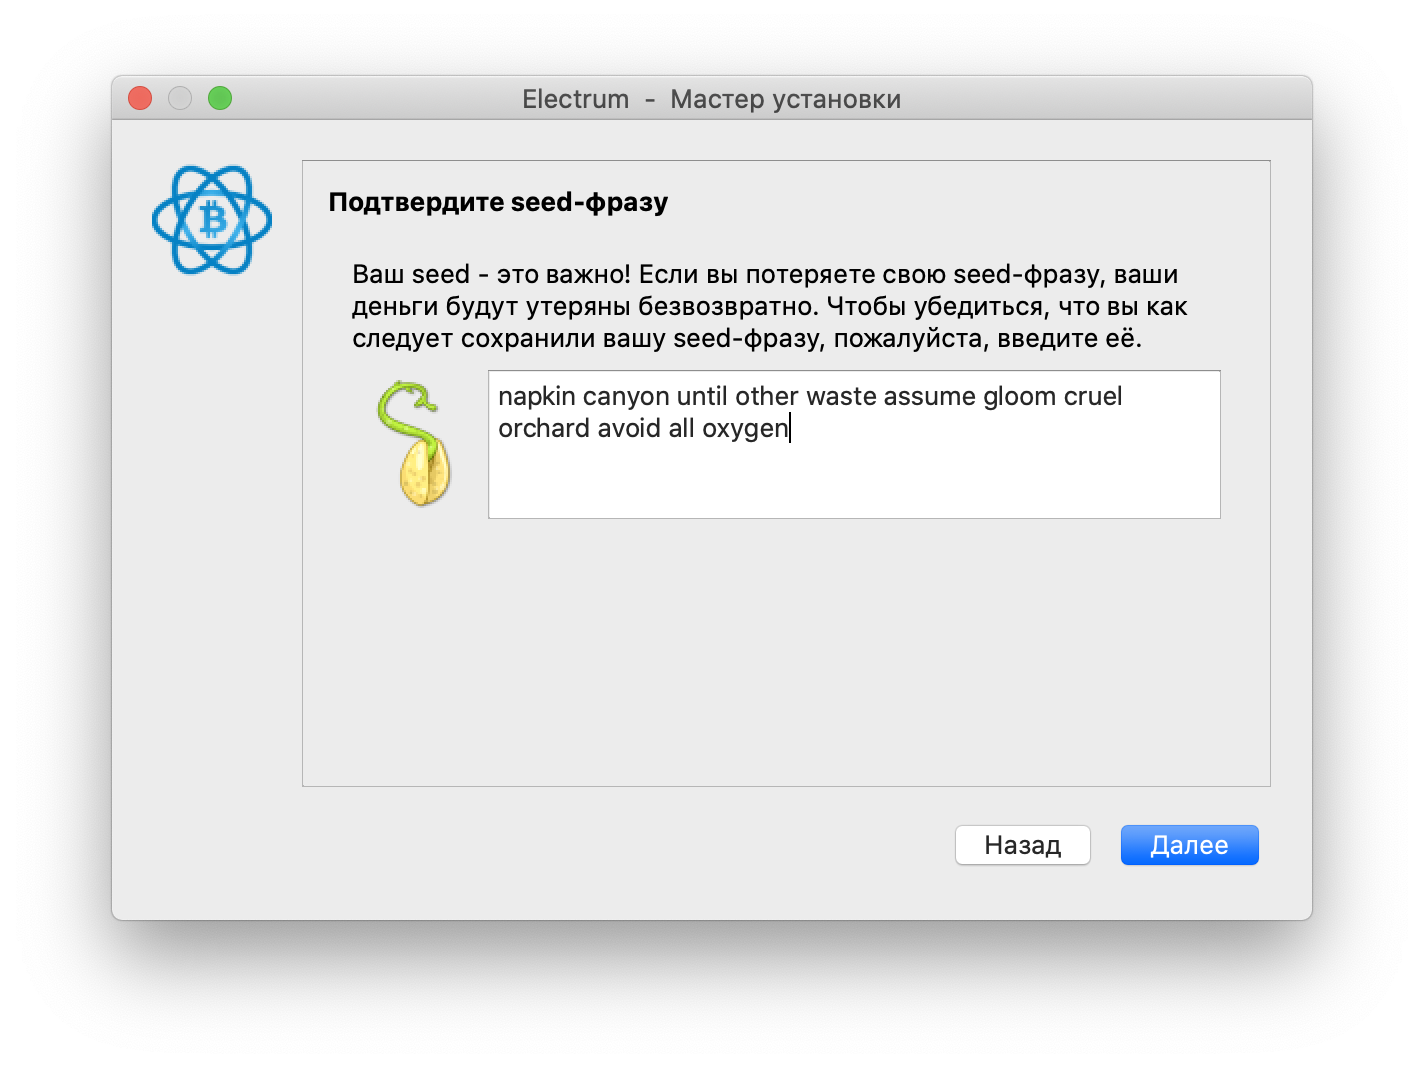 Electrum - Мастер установки
Подтвердите seed-фразу
Ваш seed - это важно! Если вы потеряете свою seed-фразу, ваши
деньги будут утеряны безвозвратно. Чтобы убедиться, что вы как
следует сохранили вашу seed-фразу, пожалуйста, введите её.
napkin canyon until other waste assume gloom cruel
orchard avoid all oxygen
Назад
Далее